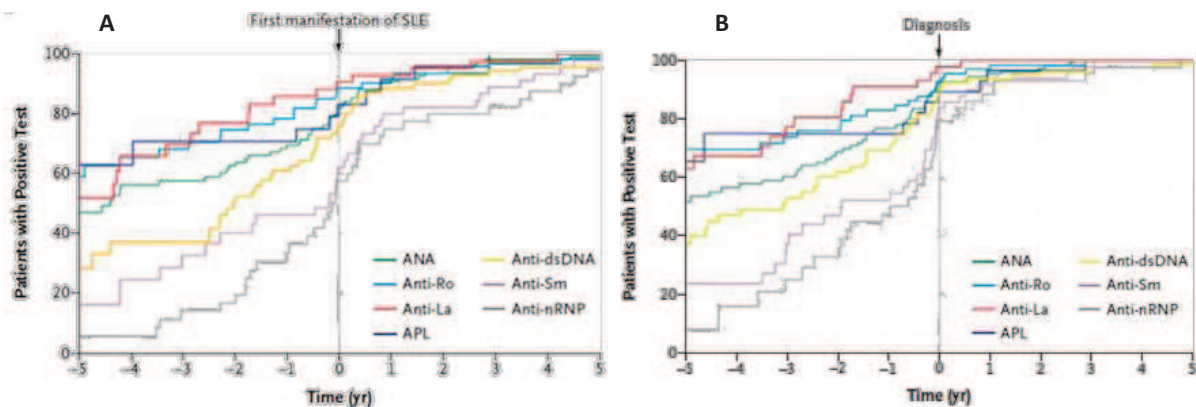 A
First manifestation of SLE
Patients with Positive Test
100
80
60
40
20
0
ANA
Anti-Ro
Anti-La
APL
Anti-dsDNA
Anti-Sm
Anti-nRNP
−5 −4 −3 −2 −1 0 1 2 3 4 5
Time (yr)
B
Diagnosis
Patients with Positive Test
100
80
60
40
20
0
ANA
Anti-Ro
Anti-La
APL
Anti-dsDNA
Anti-Sm
Anti-nRNP
−5 −4 −3 −2 −1 0 1 2 3 4 5
Time (yr)